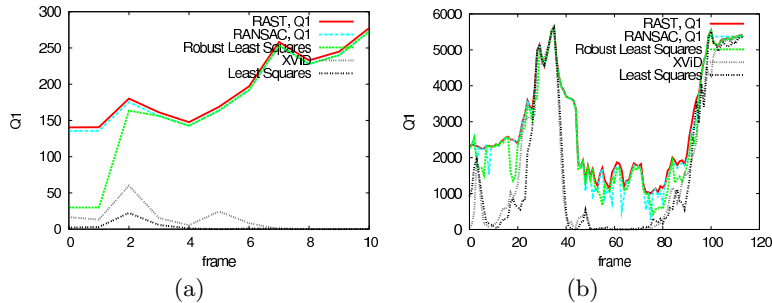 300
250
200
150
100
50
0
Q1
RAST, Q1
RANSAC, Q1
Robust Least Squares
XViD
Least Squares
0 2 4 6 8 10
frame
(a)
6000
5000
4000
3000
2000
1000
0
Q1
RAST, Q1
RANSAC, Q1
Robust Least Squares
XViD
Least Squares
0 20 40 60 80 100 120
frame
(b)